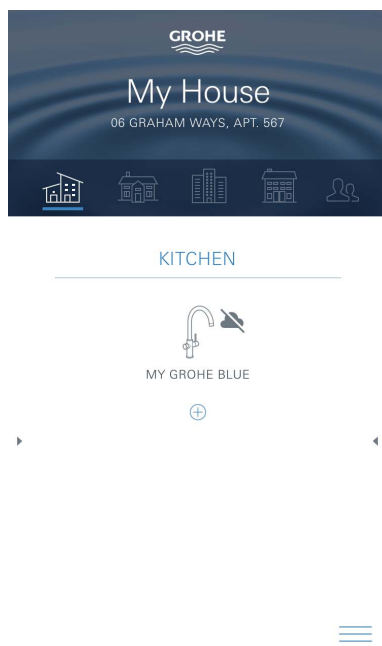 GROHE
My House
06 GRAHAM WAYS, APT. 567
KITCHEN
MY GROHE BLUE